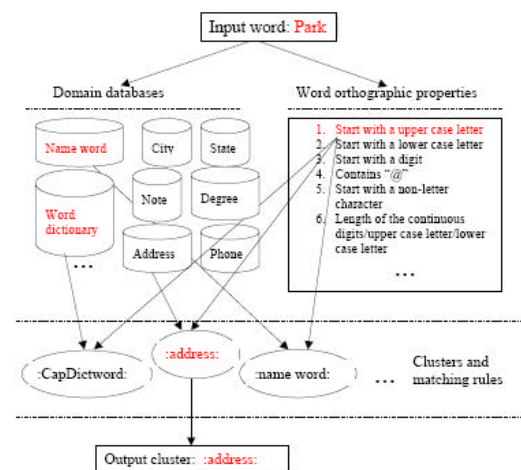 Input word: Park
Domain databases
Word orthographic properties
Name word
City
State
Word
dictionary
Note
Degree
Address
Phone
...
1. Start with a upper case letter
2. Start with a lower case letter
3. Start with a digit
4. Contains “@”
5. Start with a non-letter
character
6. Length of the continuous
digits/upper case letter/lower
case letter
...
:CapDictword:
:address:
:name word:
... Clusters and
matching rules
Output cluster: :address: